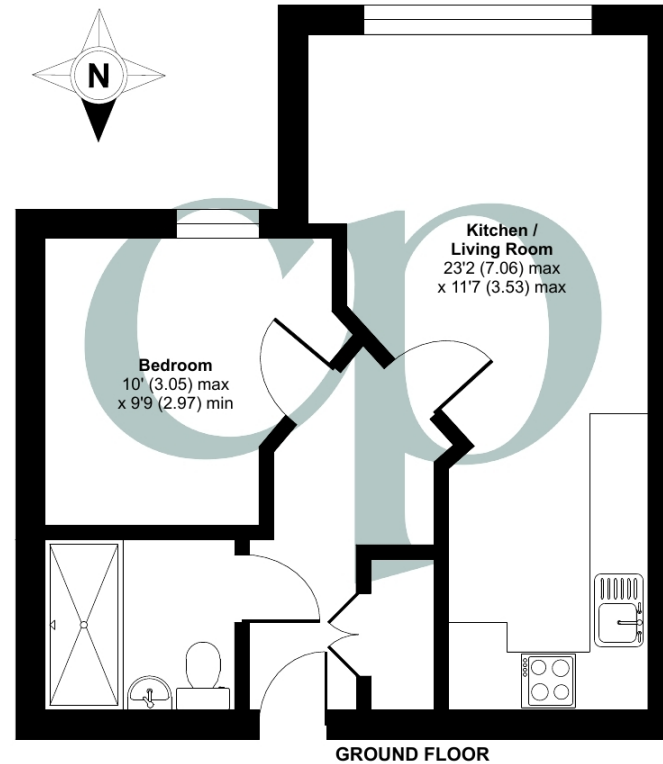 N
cp
Kitchen /
Living Room
23'2 (7.06) max
x 11'7 (3.53) max
Bedroom
10' (3.05) max
x 9'9 (2.97) min
GROUND FLOOR